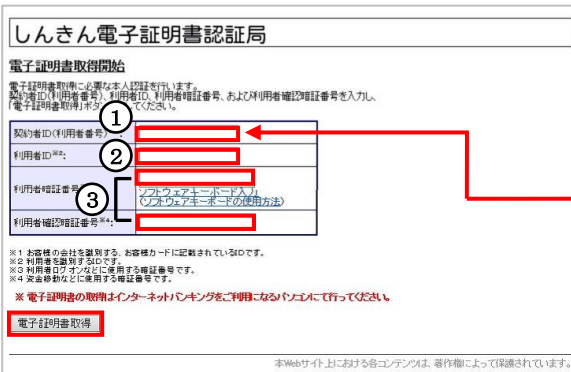 しんきん電子証明書認証局
電子証明書取得開始
電子証明書取得に必要な本人認証を行います。
契約者ID(利用者番号)、利用者ID、利用者暗証番号、および利用者確認暗証番号を入力し、
「電子証明書取得」ボタン てください。
①
契約者ID(利用者番号) :
②
利用者ID※2:
③
利用者暗証番号
ソフトウェアキーボード入力
(ソフトウェアキーボードの使用方法)
利用者確認暗証番号※4:
※1 お客様の会社を識別する、お客様カードに記載されているIDです。
※2 利用者を識別するIDです。
※3 利用者ログオンなどに使用する暗証番号です。
※4 資金移動などに使用する暗証番号です。
※ 電子証明書の取得はインターネットバンキングをご利用になるパソコンにて行ってください。
電子証明書取得
本Webサイト上における各コンテンツは、著作権によって保護されています。